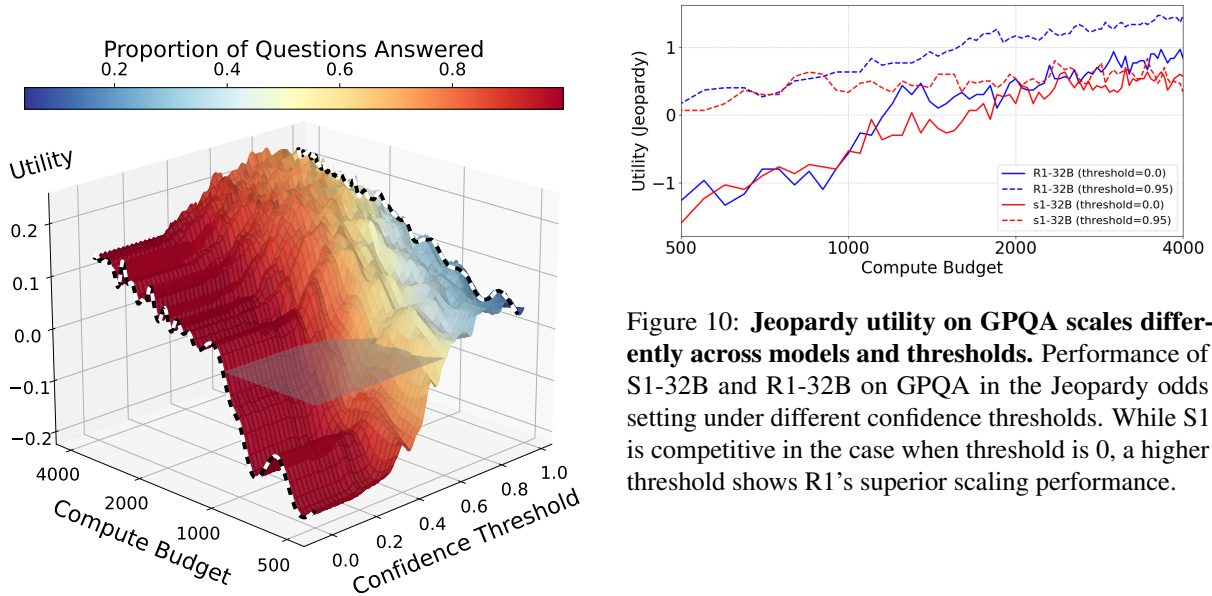 Proportion of Questions Answered
0.2 0.4 0.6 0.8
Utility
0.2
0.1
0.0
−0.1
−0.2
4000
2000
1000
500
Compute Budget
0.0
0.2
0.4
0.6
0.8
1.0
Confidence Threshold
Utility (Jeopardy)
1
0
−1
R1-32B (threshold=0.0)
R1-32B (threshold=0.95)
s1-32B (threshold=0.0)
s1-32B (threshold=0.95)
500 1000 2000 4000
Compute Budget
Figure 10: Jeopardy utility on GPQA scales differ-
ently across models and thresholds. Performance of
S1-32B and R1-32B on GPQA in the Jeopardy odds
setting under different confidence thresholds. While S1
is competitive in the case when threshold is 0, a higher
threshold shows R1's superior scaling performance.